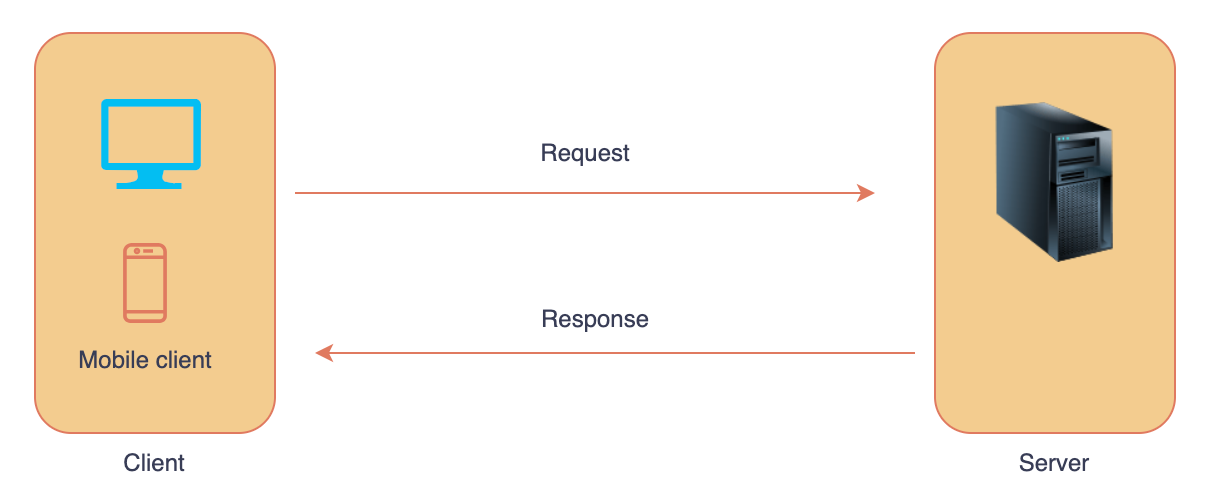 Request
Response
Mobile client
Client
Server